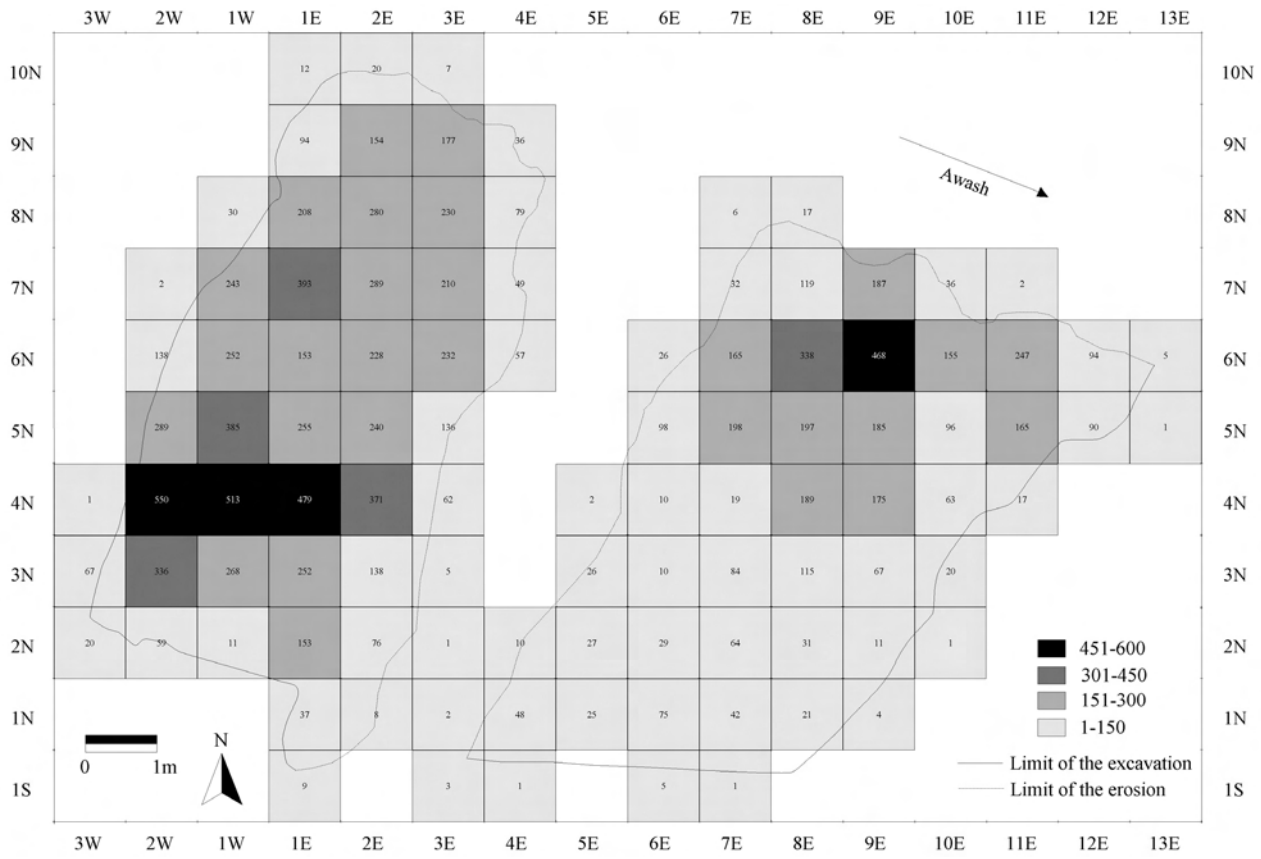 3W 2W 1W 1E 2E 3E 4E 5E 6E 7E 8E 9E 10E 11E 12E 13E
10N 12 20 7 10N
9N 94 154 177 36 9N
Awash
8N 30 208 280 230 79 6 17 8N
7N 2 243 393 289 210 49 32 119 187 36 2 7N
6N 138 252 153 228 232 57 26 165 338 468 155 247 94 5 6N
5N 289 385 255 240 136 98 198 197 185 96 165 90 1 5N
4N 1 550 513 479 371 62 2 10 19 189 175 63 17 4N
3N 67 336 268 252 138 5 26 10 84 115 67 20 3N
2N 20 59 11 153 76 1 10 27 29 64 31 11 1 2N
451-600
301-450
151-300
1-150
1N 37 8 2 48 25 75 42 21 4 1N
N
0 1m
Limit of the excavation
Limit of the erosion
1S 9 3 1 5 1 1S
3W 2W 1W 1E 2E 3E 4E 5E 6E 7E 8E 9E 10E 11E 12E 13E